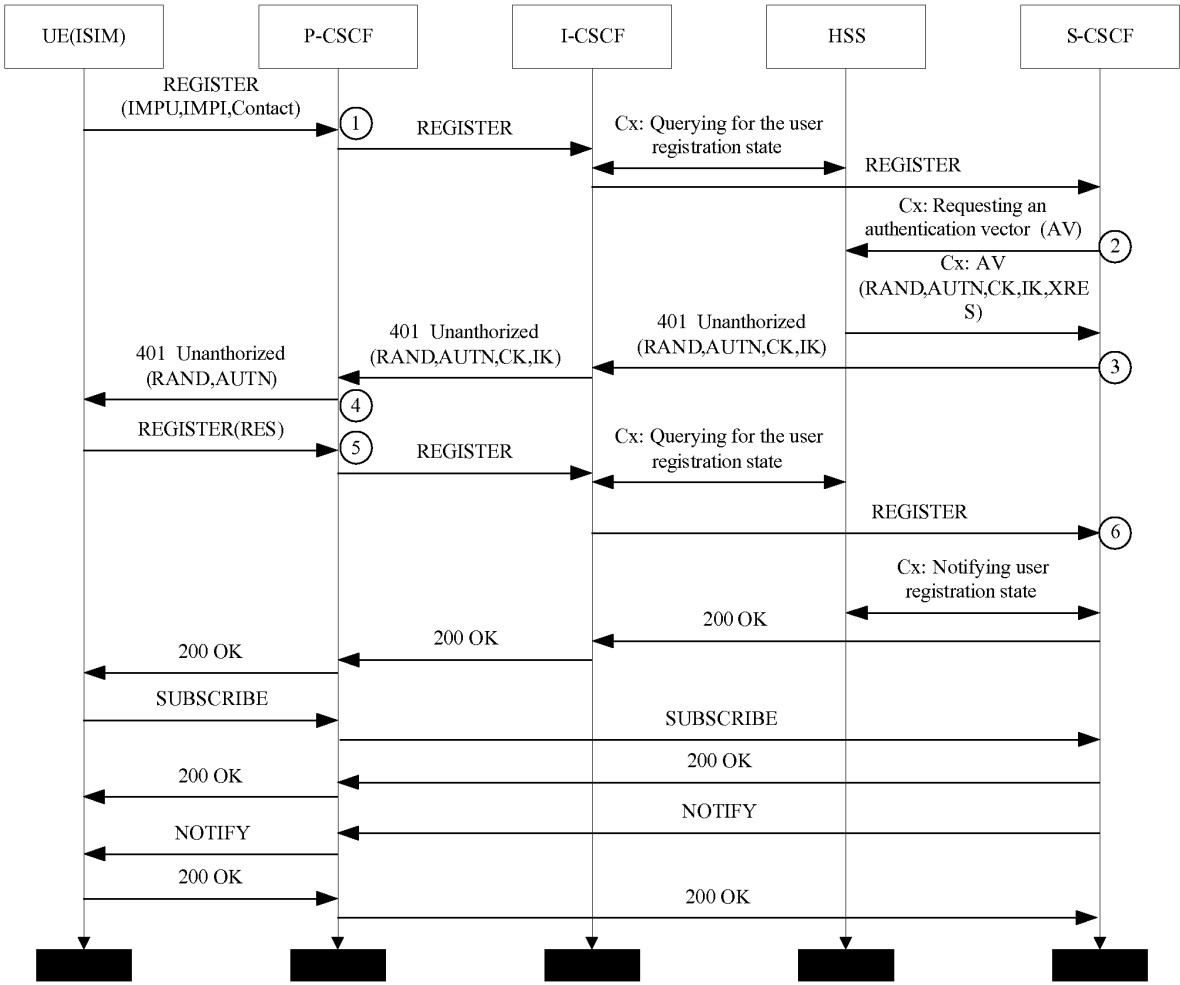 UE(ISIM)
P-CSCF
I-CSCF
HSS
S-CSCF
REGISTER
(IMPU,IMPI,Contact)
1
REGISTER
Cx: Querying for the user
registration state
REGISTER
Cx: Requesting an
authentication vector (AV)
2
Cx: AV
(RAND,AUTN,CK,IK,XRE
S)
401 Unanthorized
(RAND,AUTN,CK,IK)
3
401 Unanthorized
(RAND,AUTN,CK,IK)
401 Unanthorized
(RAND,AUTN)
4
REGISTER(RES)
5
REGISTER
Cx: Querying for the user
registration state
REGISTER
6
Cx: Notifying user
registration state
200 OK
200 OK
200 OK
SUBSCRIBE
SUBSCRIBE
200 OK
200 OK
NOTIFY
NOTIFY
200 OK
200 OK